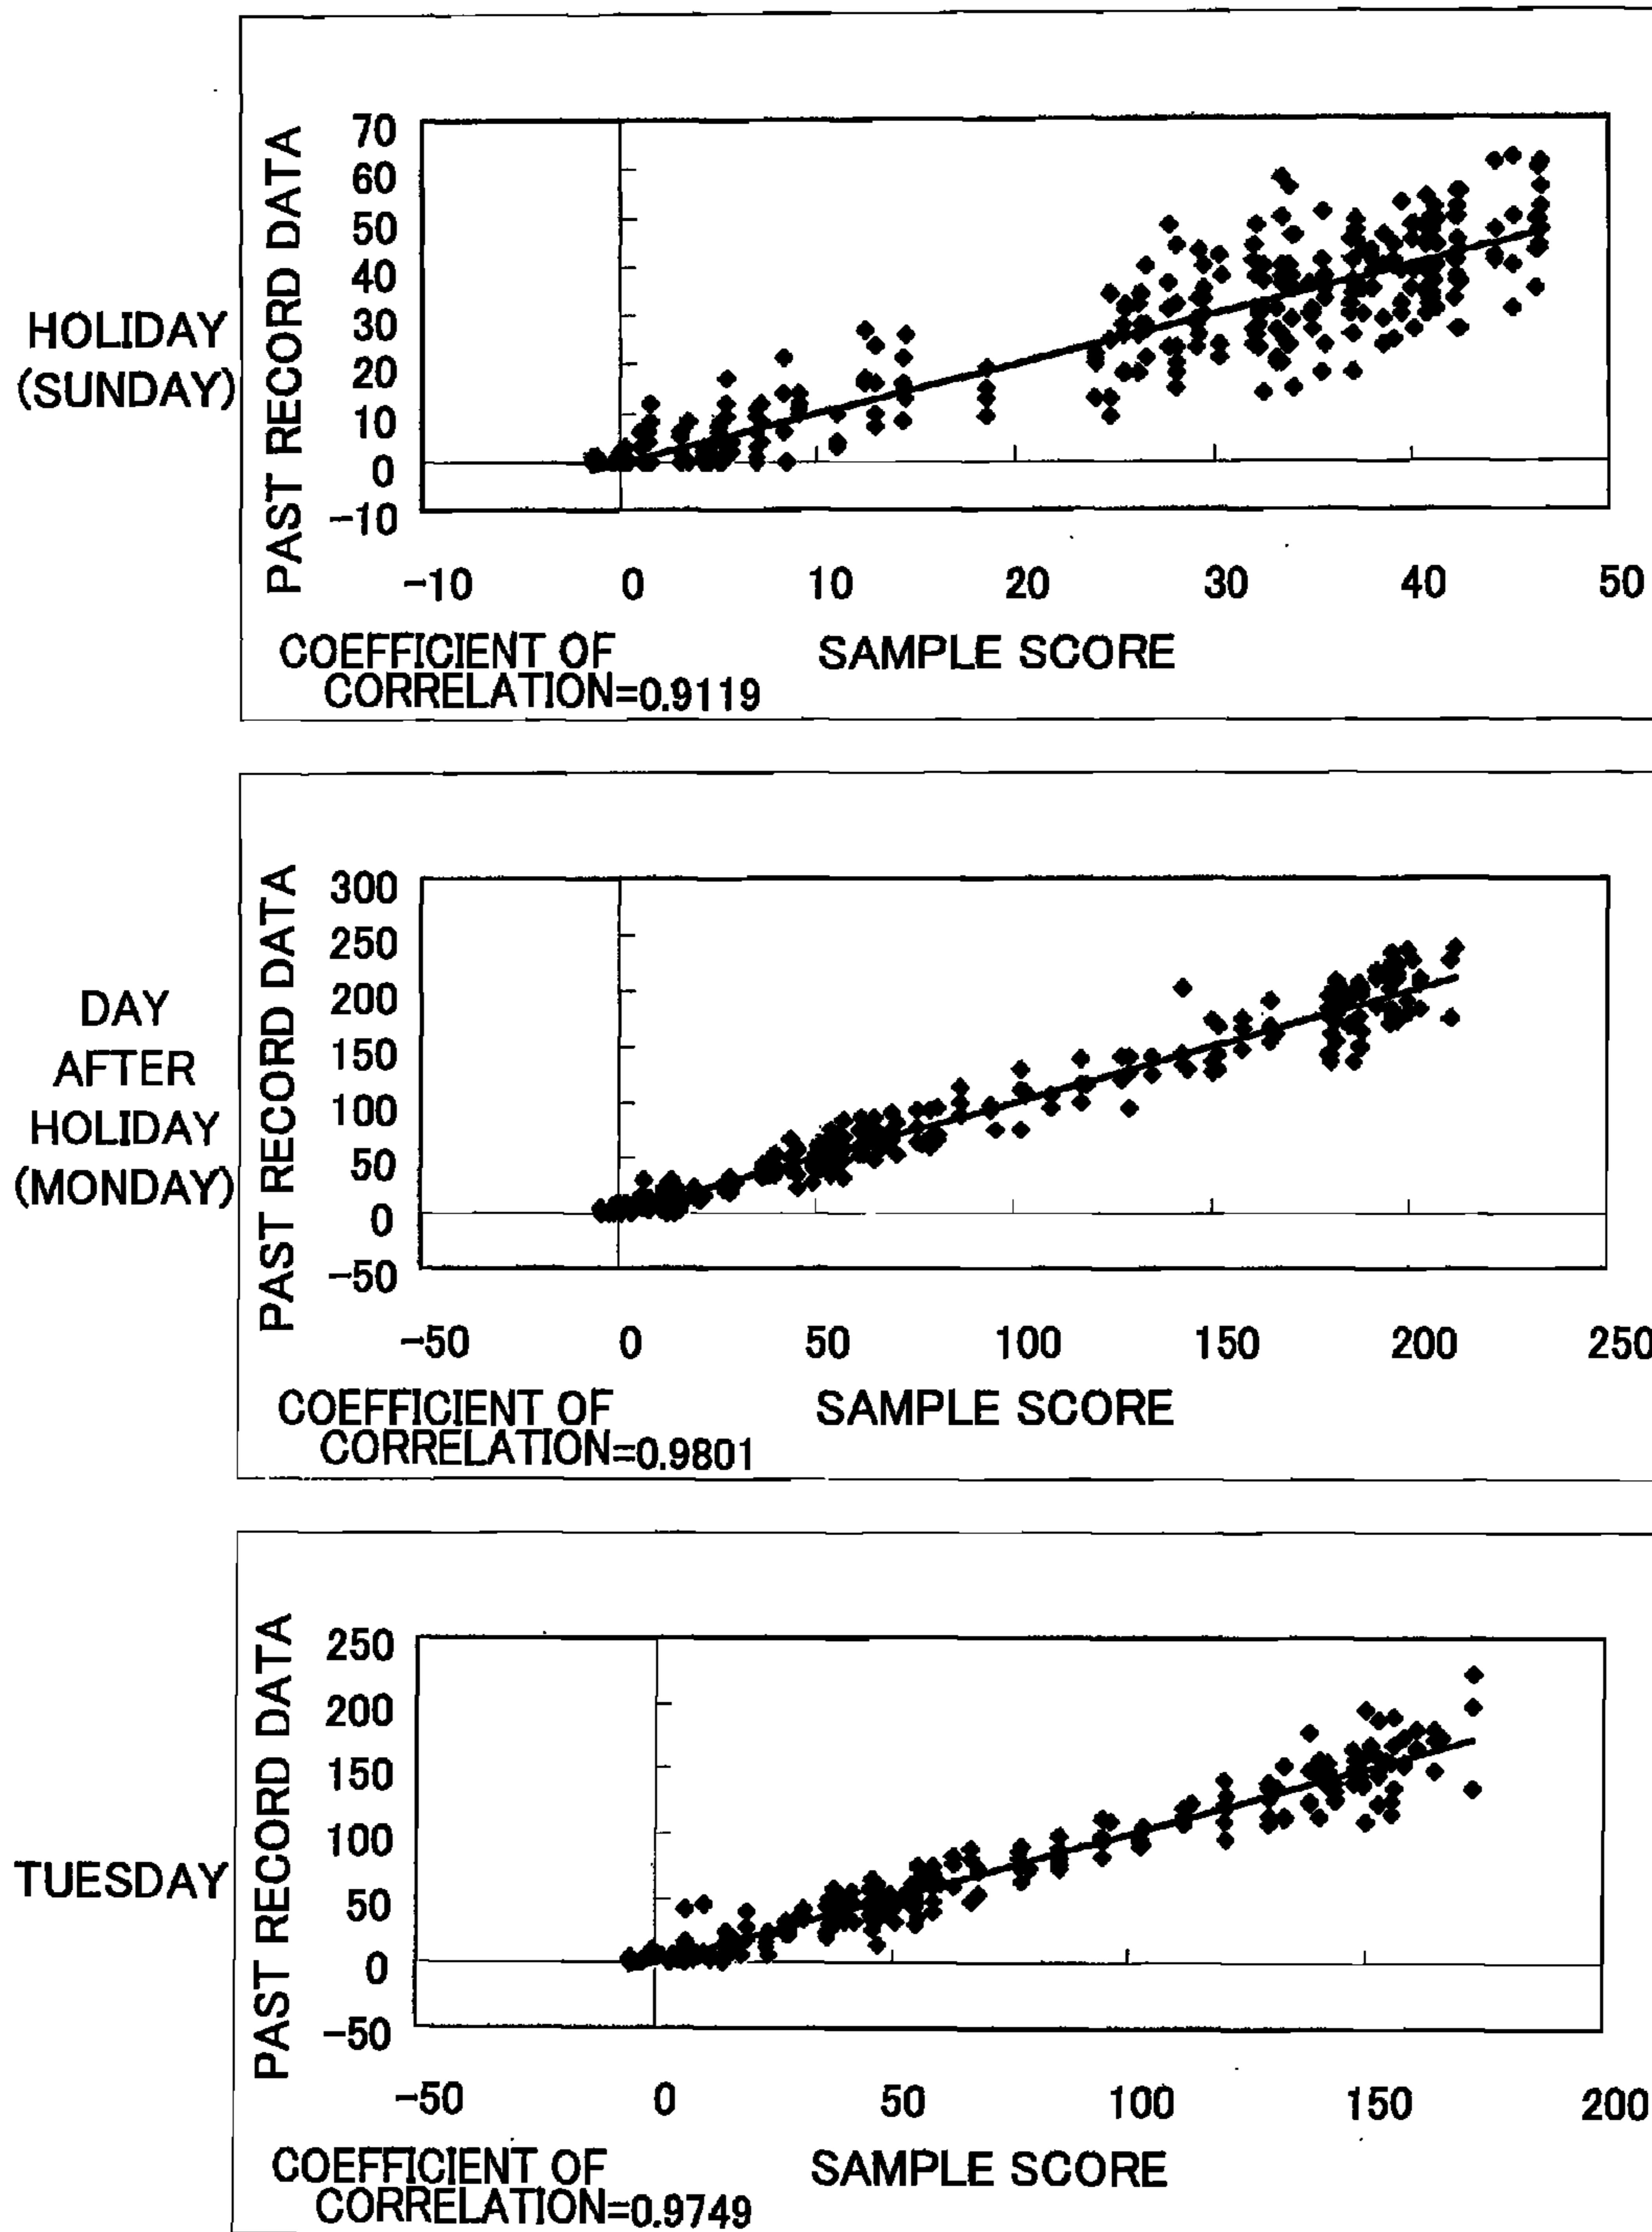 HOLIDAY
(SUNDAY)
PAST RECORD DATA
70
60
50
40
30
20
10
0
-10
-10 0 10 20 30 40 50
COEFFICIENT OF
CORRELATION=0.9119
SAMPLE SCORE
DAY
AFTER
HOLIDAY
(MONDAY)
PAST RECORD DATA
300
250
200
150
100
50
0
-50
-50 0 50 100 150 200 250
COEFFICIENT OF
CORRELATION=0.9801
SAMPLE SCORE
TUESDAY
PAST RECORD DATA
250
200
150
100
50
0
-50
-50 0 50 100 150 200
COEFFICIENT OF
CORRELATION=0.9749
SAMPLE SCORE